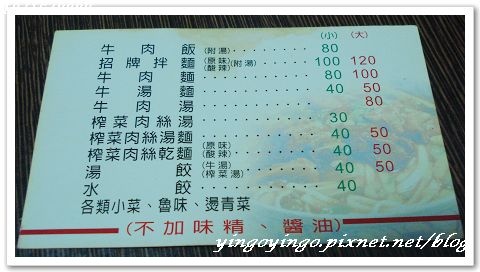 (小) (大)
牛肉飯(附湯)‧‧‧‧‧‧‧‧80
招牌拌麵(原味)(酸辣)(附湯)‧‧‧‧100 120
牛肉麵‧‧‧‧‧‧‧‧80 100
牛湯麵‧‧‧‧‧‧‧‧40 50
牛肉湯‧‧‧‧‧‧‧‧80
榨菜肉絲湯‧‧‧‧‧‧‧‧30
榨菜肉絲湯麵‧‧‧‧‧‧‧‧40 50
榨菜肉絲乾麵(原味)(酸辣)‧‧‧‧‧‧40 50
湯餃(牛湯)(榨菜湯)‧‧‧‧‧‧40 50
水餃‧‧‧‧‧‧‧‧40
各類小菜、魯味、燙青菜
(不加味精、醬油)
yingoyingo.pixnet.net/blog